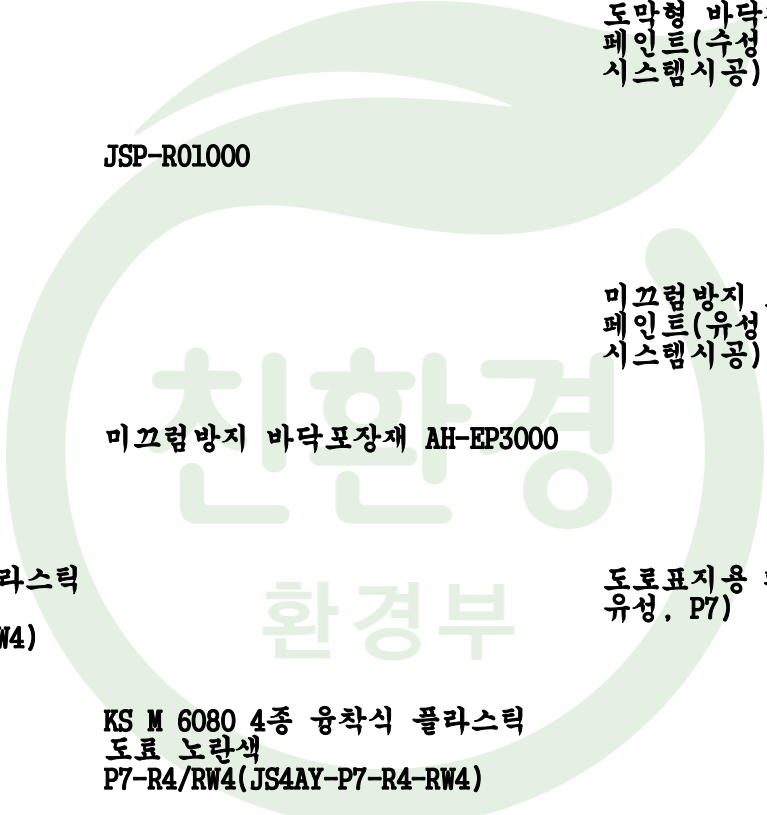 도막형 바닥
페인트(수성
시스템시공)
JSP-R01000
미끄럼방지
페인트(유성
시스템시공)
친환경
미끄럼방지 바닥포장재 AH-EP3000
라스틱
W4)
도로표지용
유성, P7)
환경부
KS M 6080 4종 융착식 플라스틱
도료 노란색
P7-R4/RW4(JS4AY-P7-R4-RW4)